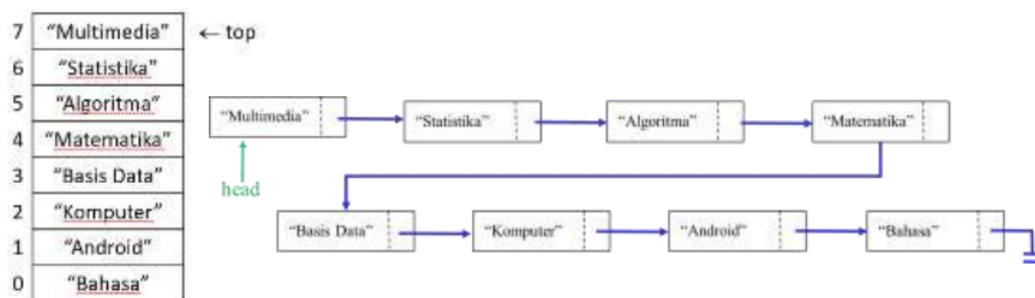 7 “Multimedia” ← top
6 “Statistika”
5 “Algoritma”
4 “Matematika”
3 “Basis Data”
2 “Komputer”
1 “Android”
0 “Bahasa”
“Multimedia” “Statistika” “Algoritma” “Matematika”
head
“Basis Data” “Komputer” “Android” “Bahasa”